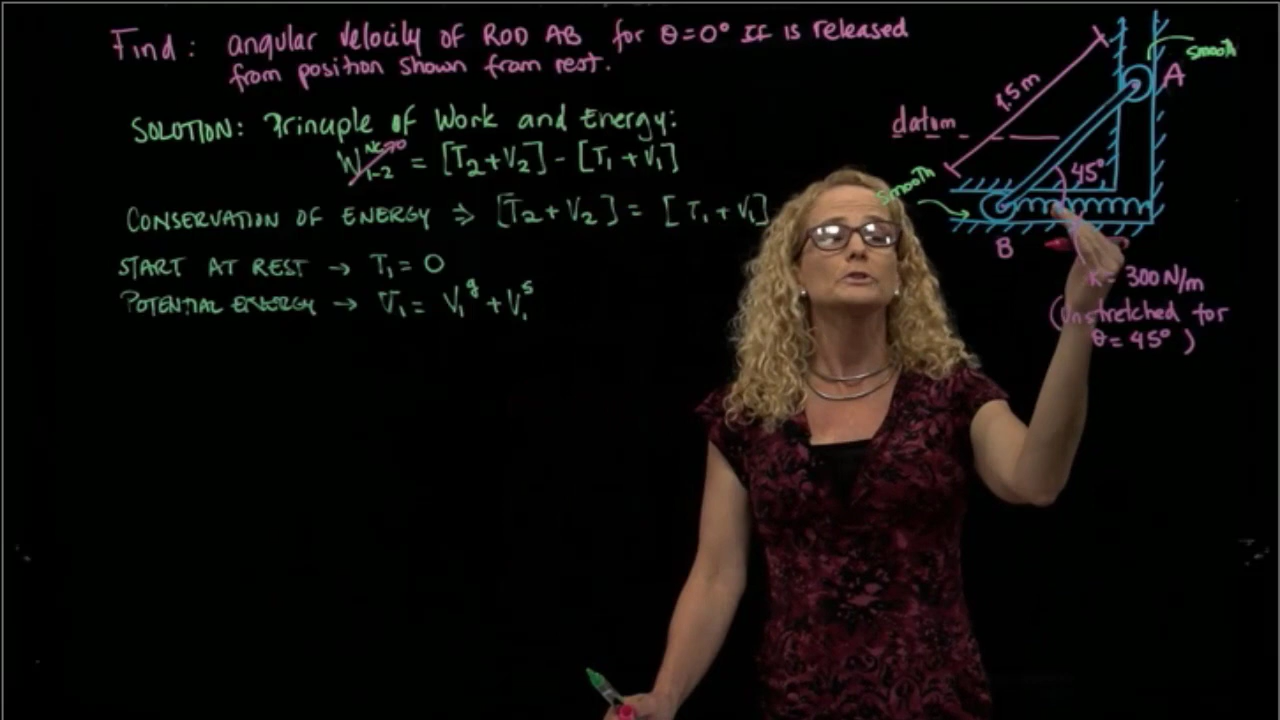 Find: angular velocity of ROD AB for θ=0° IF is released
from position shown from rest.
SOLUTION: Principle of Work and Energy:
W₁₋₂ᴺᶜ→0 = [T₂+V₂] - [T₁+V₁]
CONSERVATION OF ENERGY ⇒ [T₂+V₂] = [T₁+V₁]
START AT REST → T₁ = 0
POTENTIAL ENERGY → V₁ = V₁ᵍ + V₁ˢ
1.5m
smooth
A
datum
45°
smooth
B
K = 300 N/m
(Unstretched for
θ = 45°)